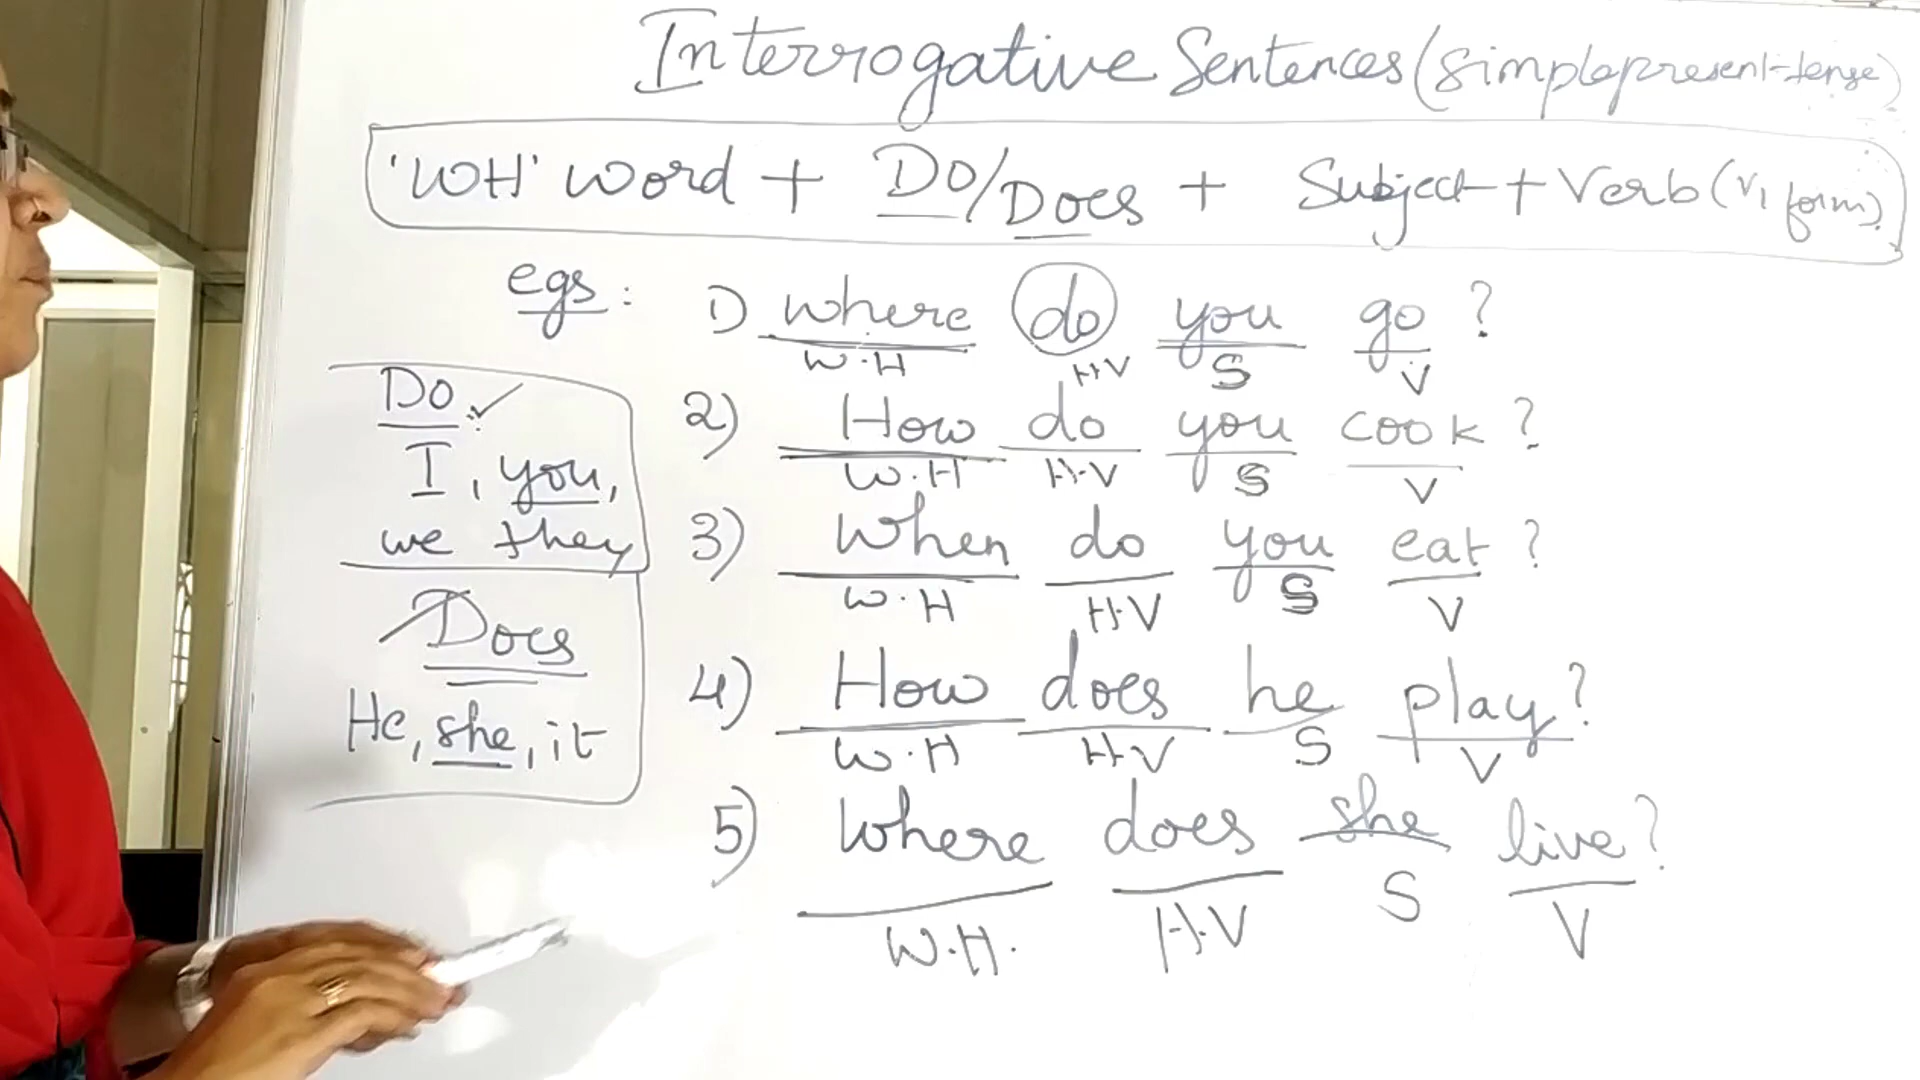 Interrogative Sentences (Simple present-tense)
'WH' word + Do/Does + Subject + Verb (V1 form)
egs : 1) where do you go ?
W.H H.V S V
2) How do you cook ?
W.H H.V S V
3) when do you eat ?
W.H H.V S V
4) How does he play ?
W.H H.V S V
5) where does she live ?
W.H. H.V S V
Do ✓
I, you,
we they
Does
He, she, it